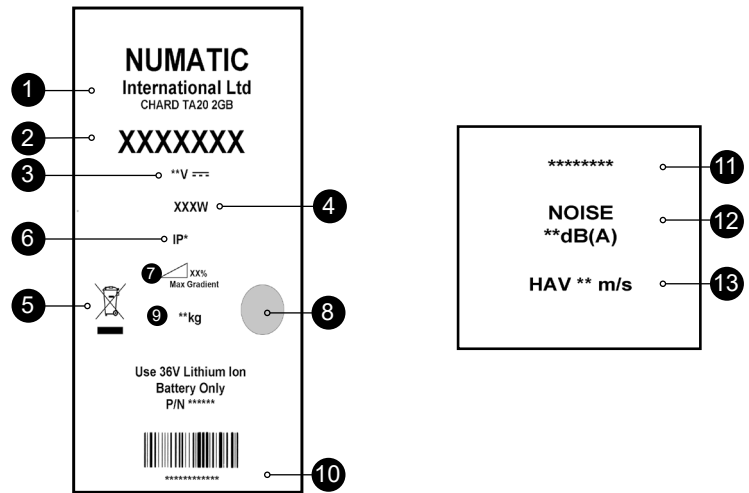 NUMATIC
International Ltd
CHARD TA20 2GB
1
2
XXXXXXX
3
**V
XXXW
4
6
IP*
7
XX%
Max Gradient
5
9
**kg
8
Use 36V Lithium Ion
Battery Only
P/N ******
************
10
********
11
NOISE
**dB(A)
12
HAV ** m/s
13